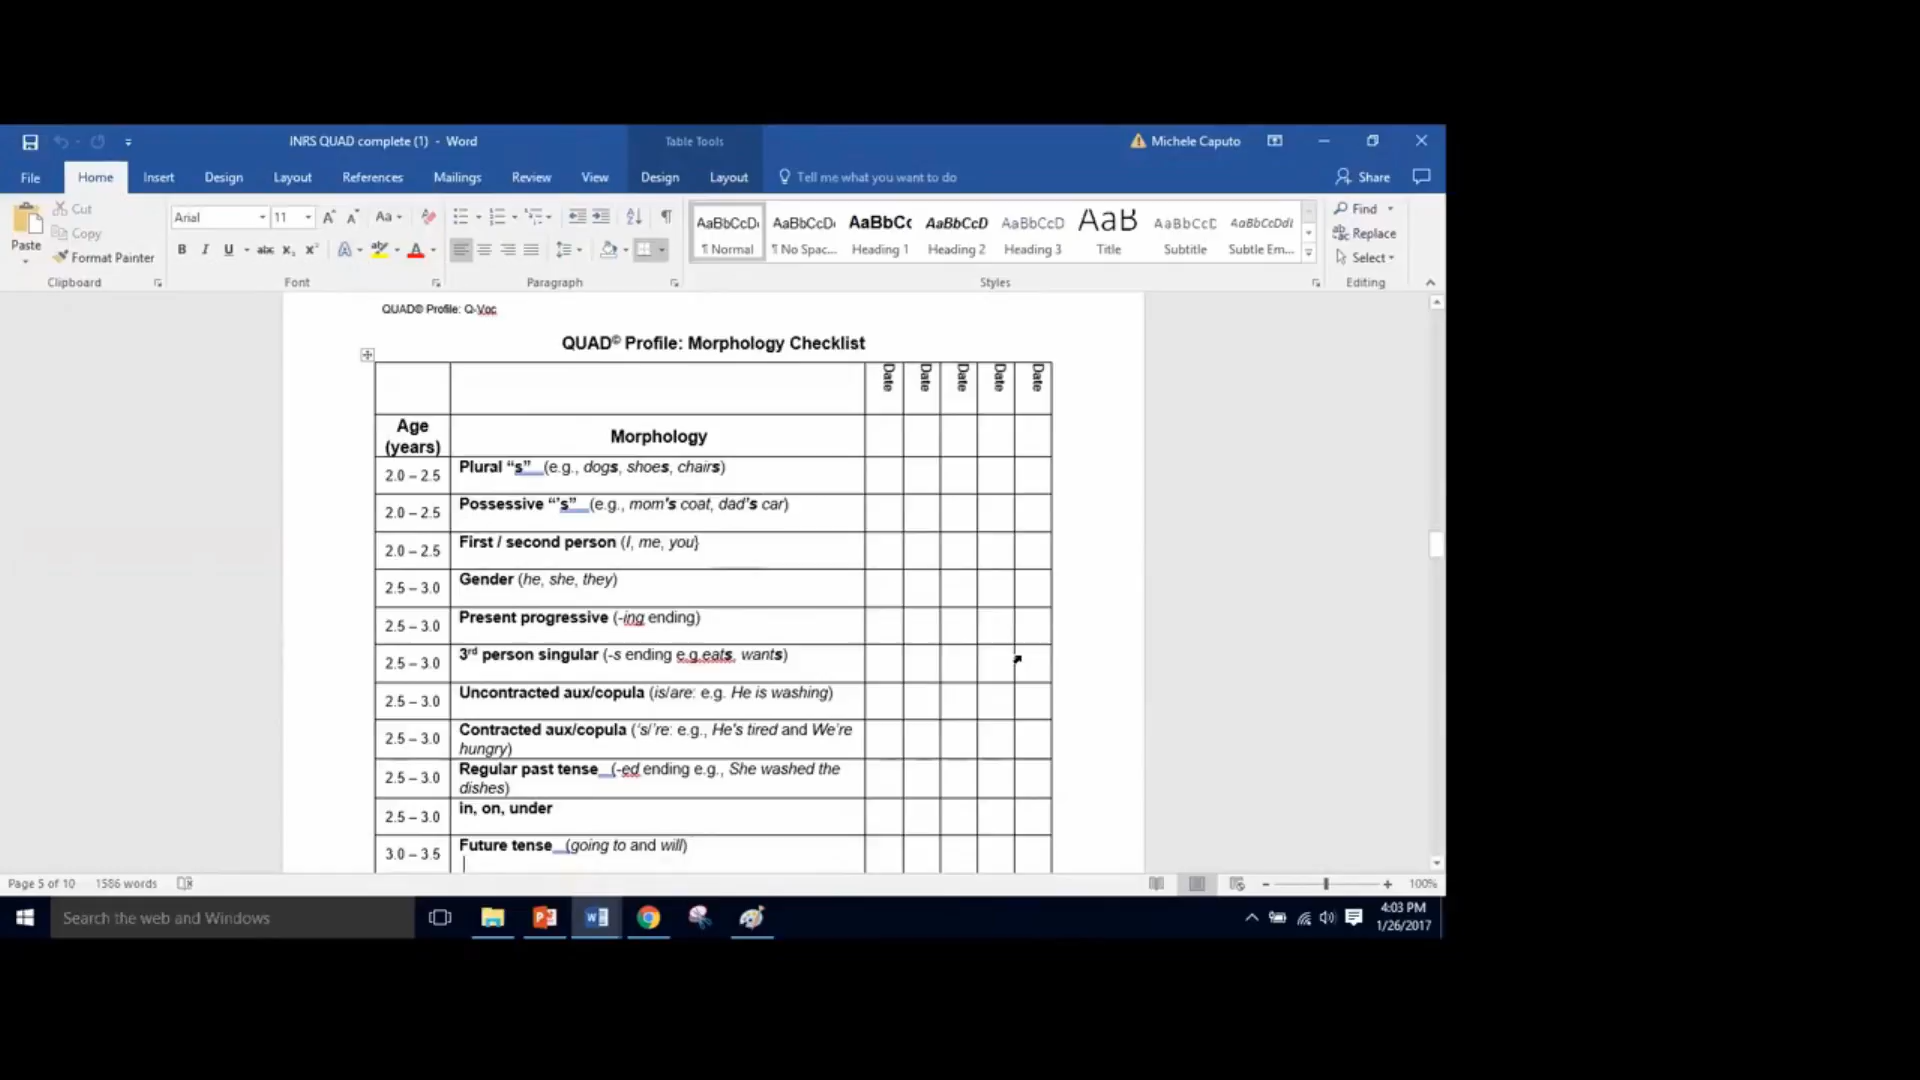 INRS QUAD complete (1) - Word
Table Tools
Michele Caputo
File Home Insert Design Layout References Mailings Review View Design Layout Tell me what you want to do Share
Paste
Cut
Copy
Format Painter
Clipboard
Arial 11
Font
Paragraph
AaBbCcDc AaBbCcDc AaBbCc AaBbCcD AaBbCcD AaB AaBbCcD AaBbCcDdI
¶ Normal ¶ No Spac... Heading 1 Heading 2 Heading 3 Title Subtitle Subtle Em...
Styles
Find
Replace
Select
Editing
QUAD© Profile: Q-Voc
QUAD© Profile: Morphology Checklist
Date Date Date Date Date
Age (years) Morphology
2.0 – 2.5 Plural “s” (e.g., dogs, shoes, chairs)
2.0 – 2.5 Possessive “’s” (e.g., mom's coat, dad's car)
2.0 – 2.5 First / second person (I, me, you}
2.5 – 3.0 Gender (he, she, they)
2.5 – 3.0 Present progressive (-ing ending)
2.5 – 3.0 3rd person singular (-s ending e.g.eats, wants)
2.5 – 3.0 Uncontracted aux/copula (is/are: e.g. He is washing)
2.5 – 3.0 Contracted aux/copula (‘s/’re: e.g., He's tired and We’re
hungry)
2.5 – 3.0 Regular past tense (-ed ending e.g., She washed the
dishes)
2.5 – 3.0 in, on, under
3.0 – 3.5 Future tense (going to and will)
Page 5 of 10 1586 words 100%
Search the web and Windows
4:03 PM
1/26/2017